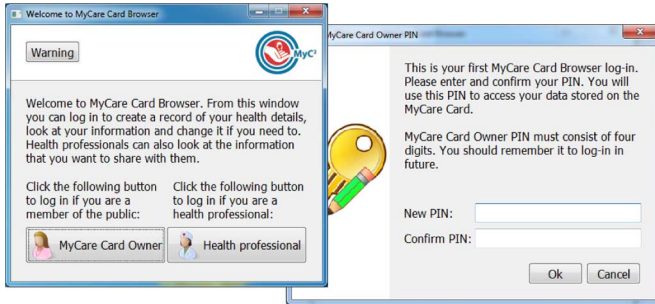 Welcome to MyCare Card Browser
Warning
MyC²
Welcome to MyCare Card Browser. From this window
you can log in to create a record of your health details,
look at your information and change it if you need to.
Health professionals can also look at the information
that you want to share with them.
Click the following button
to log in if you are a
member of the public:
Click the following button
to log in if you are a
health professional:
MyCare Card Owner
Health professional
MyCare Card Owner PIN
This is your first MyCare Card Browser log-in.
Please enter and confirm your PIN. You will
use this PIN to access your data stored on the
MyCare Card.
MyCare Card Owner PIN must consist of four
digits. You should remember it to log-in in
future.
New PIN:
Confirm PIN:
Ok
Cancel